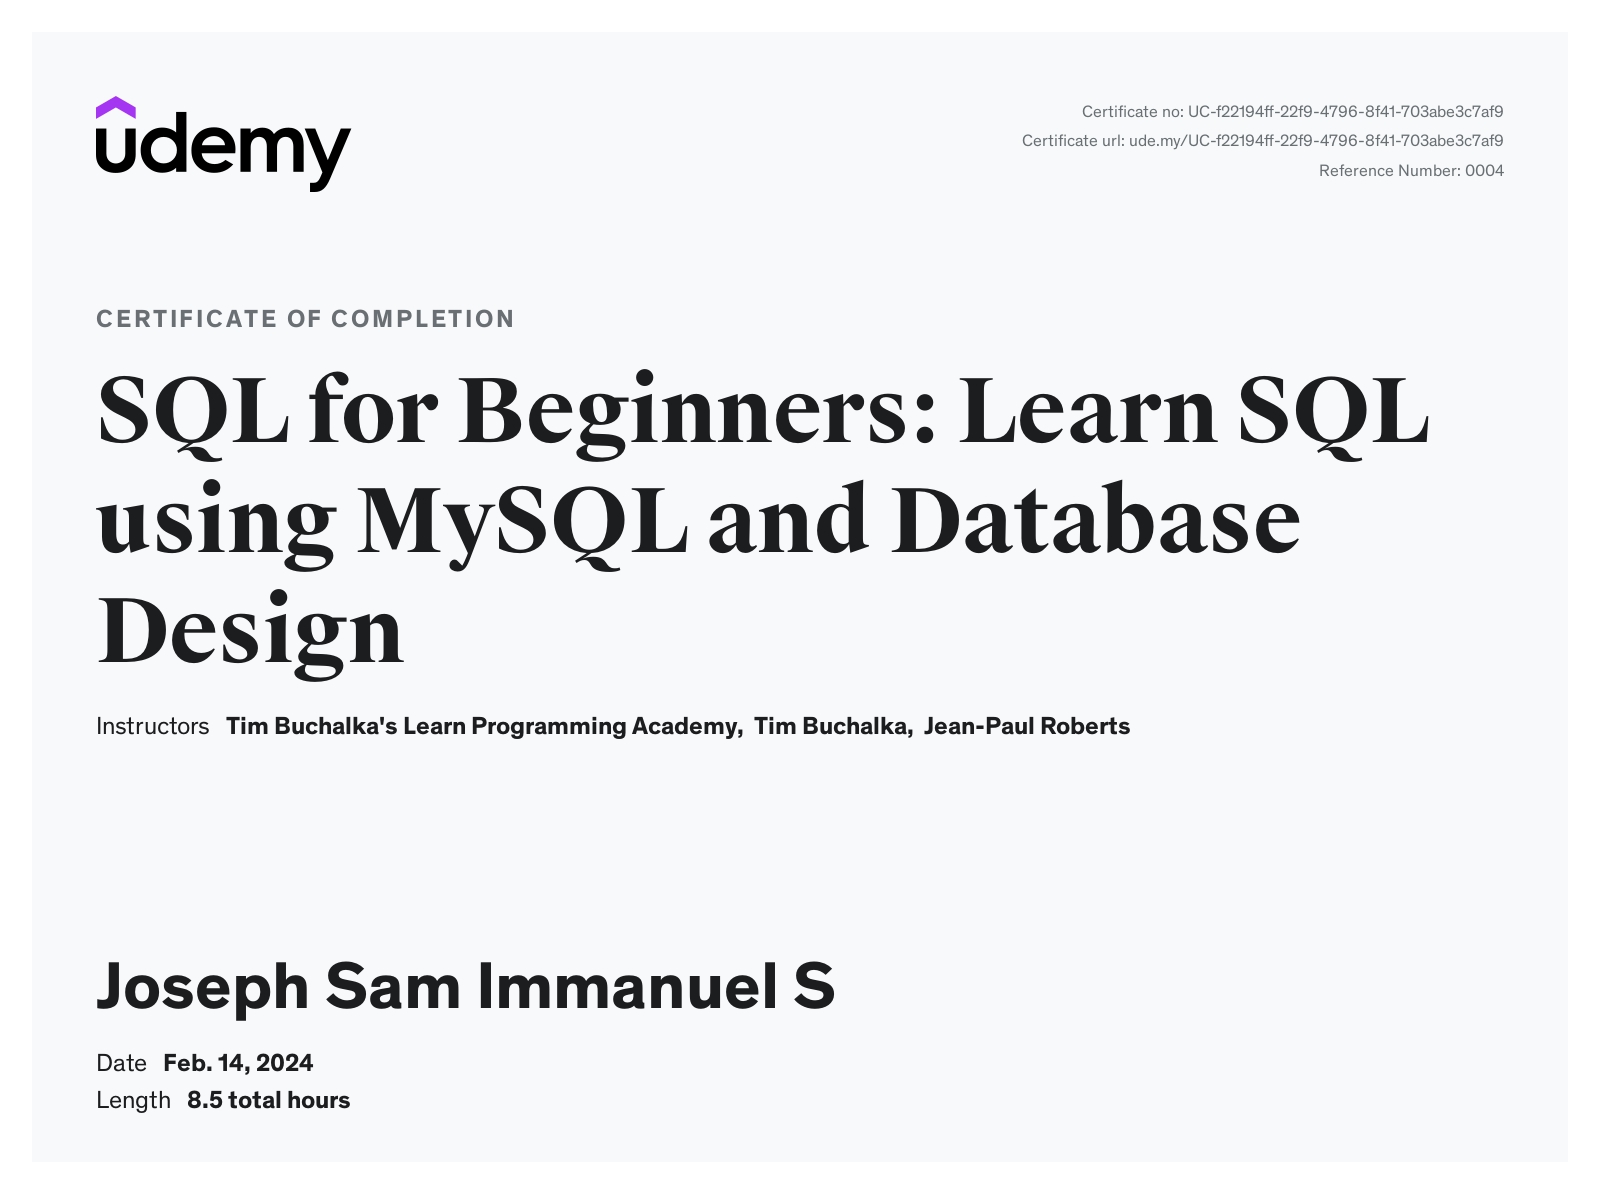 udemy
Certificate no: UC-f22194ff-22f9-4796-8f41-703abe3c7af9
Certificate url: ude.my/UC-f22194ff-22f9-4796-8f41-703abe3c7af9
Reference Number: 0004
CERTIFICATE OF COMPLETION
SQL for Beginners: Learn SQL
using MySQL and Database
Design
Instructors Tim Buchalka's Learn Programming Academy, Tim Buchalka, Jean-Paul Roberts
Joseph Sam Immanuel S
Date Feb. 14, 2024
Length 8.5 total hours